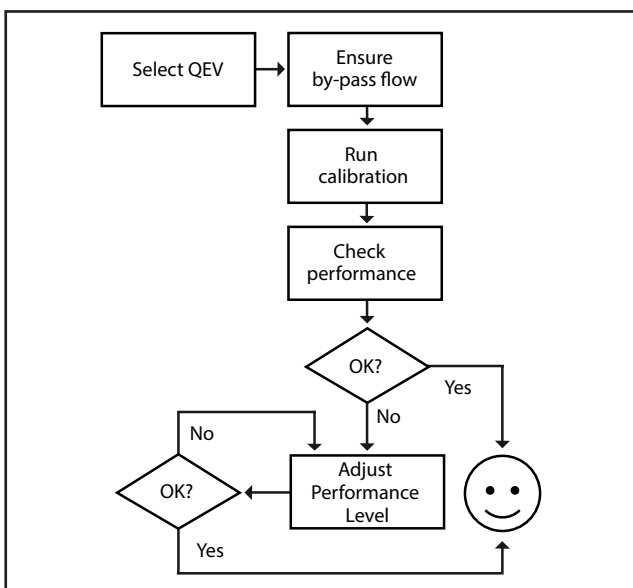 Select QEV
Ensure
by-pass flow
Run
calibration
Check
performance
OK?
Yes
No
No
OK?
Adjust
Performance
Level
Yes